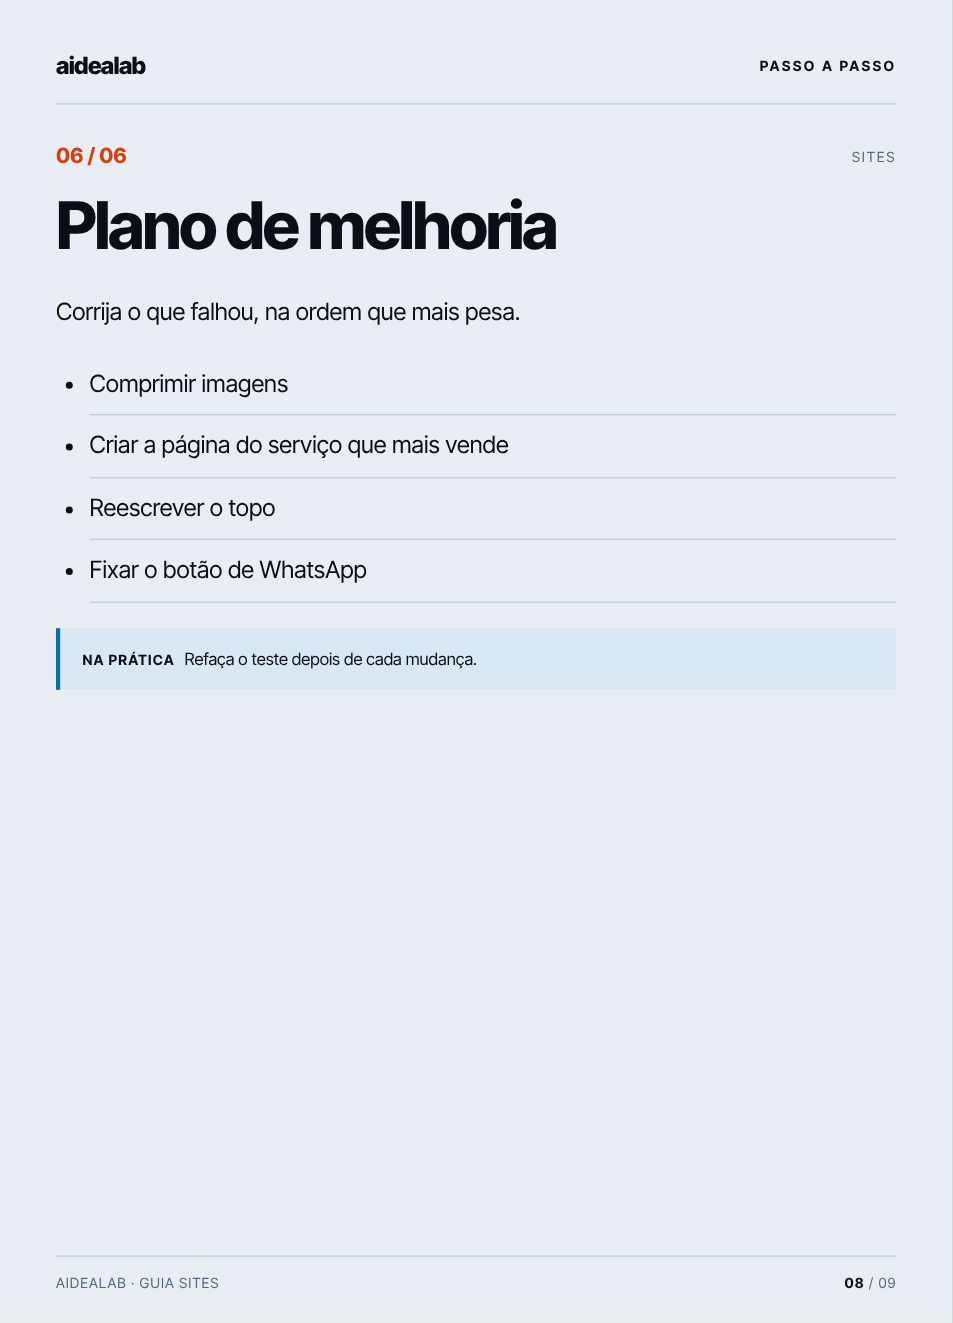 aidealab
PASSO A PASSO
06 / 06
SITES
Plano de melhoria
Corrija o que falhou, na ordem que mais pesa.
• Comprimir imagens
• Criar a página do serviço que mais vende
• Reescrever o topo
• Fixar o botão de WhatsApp
NA PRÁTICA Refaça o teste depois de cada mudança.
AIDEALAB · GUIA SITES
08 / 09